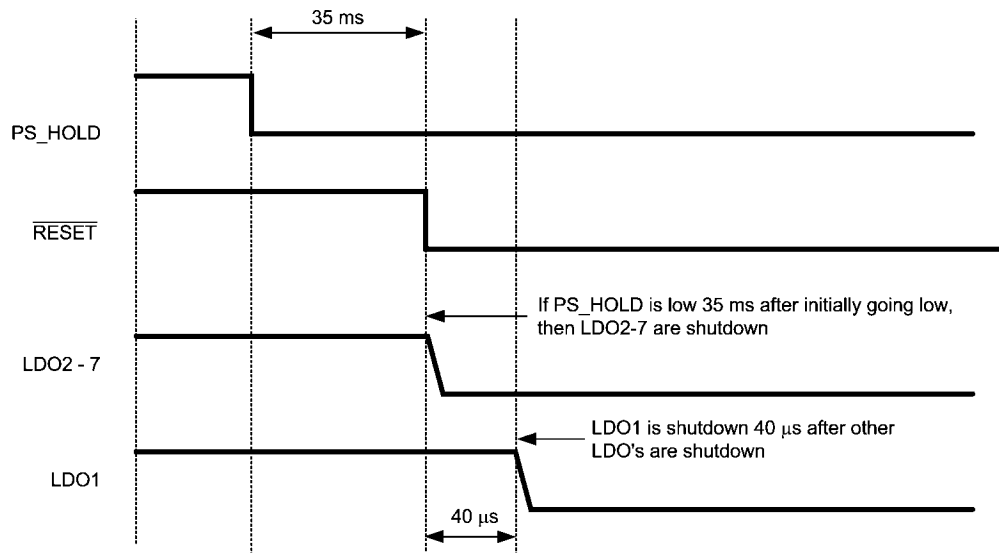 35 ms
PS_HOLD
RESET
If PS_HOLD is low 35 ms after initially going low,
then LDO2-7 are shutdown
LDO2 - 7
LDO1 is shutdown 40 μs after other
LDO's are shutdown
LDO1
40 μs